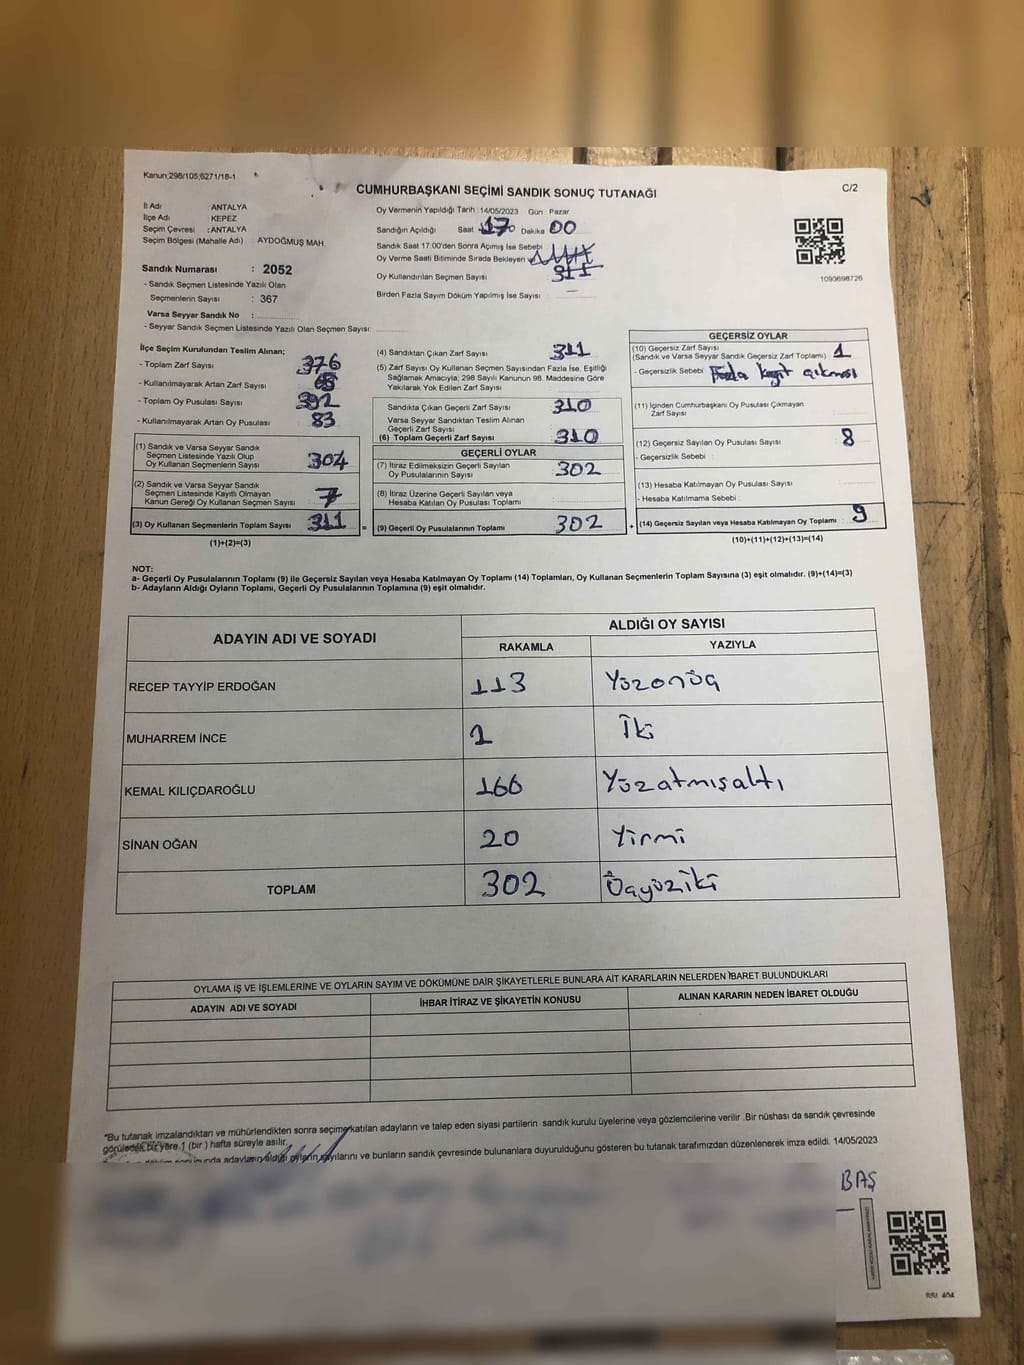 Kanun;298/105;6271/18-1
CUMHURBAŞKANI SEÇİMİ SANDIK SONUÇ TUTANAĞI
C/2
İl Adı : ANTALYA
İlçe Adı : KEPEZ
Seçim Çevresi : ANTALYA
Seçim Bölgesi (Mahalle Adı) : AYDOĞMUŞ MAH.
Sandık Numarası : 2052
- Sandık Seçmen Listesinde Yazılı Olan
Seçmenlerin Sayısı : 367
Varsa Seyyar Sandık No :
- Seyyar Sandık Seçmen Listesinde Yazılı Olan Seçmen Sayısı:
Oy Vermenin Yapıldığı Tarih : 14/05/2023 Gün : Pazar
Sandığın Açıldığı Saat 17 Dakika 00
Sandık Saat 17:00'den Sonra Açımış İse Sebebi
Oy Verme Saati Bitiminde Sırada Bekleyen
Oy Kullandırılan Seçmen Sayısı 311
Birden Fazla Sayım Döküm Yapılmış İse Sayısı : -
1093698726
İlçe Seçim Kurulundan Teslim Alınan;
- Toplam Zarf Sayısı 376
- Kullanılmayarak Artan Zarf Sayısı
- Toplam Oy Pusulası Sayısı 392
- Kullanılmayarak Artan Oy Pusulası 83
(1) Sandık ve Varsa Seyyar Sandık
Seçmen Listesinde Yazılı Olup
Oy Kullanan Seçmenlerin Sayısı 304
(2) Sandık ve Varsa Seyyar Sandık
Seçmen Listesinde Kayıtlı Olmayan
Kanun Gereği Oy Kullanan Seçmen Sayısı 7
(3) Oy Kullanan Seçmenlerin Toplam Sayısı 311 =
(1)+(2)=(3)
(4) Sandıktan Çıkan Zarf Sayısı 311
(5) Zarf Sayısı Oy Kullanan Seçmen Sayısından Fazla İse, Eşitliği
Sağlamak Amacıyla; 298 Sayılı Kanunun 98. Maddesine Göre
Yakılarak Yok Edilen Zarf Sayısı
Sandıkta Çıkan Geçerli Zarf Sayısı 310
Varsa Seyyar Sandıktan Teslim Alınan
Geçerli Zarf Sayısı
(6) Toplam Geçerli Zarf Sayısı 310
GEÇERLİ OYLAR
(7) İtiraz Edilmeksizin Geçerli Sayılan
Oy Pusulalarının Sayısı 302
(8) İtiraz Üzerine Geçerli Sayılan veya
Hesaba Katılan Oy Pusulası Toplamı
(9) Geçerli Oy Pusulalarının Toplamı 302 +
GEÇERSİZ OYLAR
(10) Geçersiz Zarf Sayısı
(Sandık ve Varsa Seyyar Sandık Geçersiz Zarf Toplamı) 1
- Geçersizlik Sebebi Fazla kağıt çıkması
(11) İçinden Cumhurbaşkanı Oy Pusulası Çıkmayan
Zarf Sayısı
(12) Geçersiz Sayılan Oy Pusulası Sayısı 8
- Geçersizlik Sebebi :
(13) Hesaba Katılmayan Oy Pusulası Sayısı
- Hesaba Katılmama Sebebi :
(14) Geçersiz Sayılan veya Hesaba Katılmayan Oy Toplamı 9
(10)+(11)+(12)+(13)=(14)
NOT:
a- Geçerli Oy Pusulalarının Toplamı (9) ile Geçersiz Sayılan veya Hesaba Katılmayan Oy Toplamı (14) Toplamları, Oy Kullanan Seçmenlerin Toplam Sayısına (3) eşit olmalıdır. (9)+(14)=(3)
b- Adayların Aldığı Oyların Toplamı, Geçerli Oy Pusulalarının Toplamına (9) eşit olmalıdır.
ADAYIN ADI VE SOYADI
ALDIĞI OY SAYISI
RAKAMLA
YAZIYLA
RECEP TAYYİP ERDOĞAN 113 Yüzonüç
MUHARREM İNCE İki
KEMAL KILIÇDAROĞLU 166 Yüzatmışaltı
SİNAN OĞAN 20 Yirmi
TOPLAM 302 Üçyüziki
OYLAMA İŞ VE İŞLEMLERİNE VE OYLARIN SAYIM VE DÖKÜMÜNE DAİR ŞİKAYETLERLE BUNLARA AİT KARARLARIN NELERDEN İBARET BULUNDUKLARI
ADAYIN ADI VE SOYADI
İHBAR İTİRAZ VE ŞİKAYETİN KONUSU
ALINAN KARARIN NEDEN İBARET OLDUĞU
"Bu tutanak imzalandıktan ve mühürlendikten sonra seçime katılan adayların ve talep eden siyasi partilerin sandık kurulu üyelerine veya gözlemcilerine verilir .Bir nüshası da sandık çevresinde
görülecek bir yere 1 (bir ) hafta süreyle asılır.
adayların aldığı oyların sayılarını ve bunların sandık çevresinde bulunanlara duyurulduğunu gösteren bu tutanak tarafımızdan düzenlenerek imza edildi. 14/05/2023
BAŞ